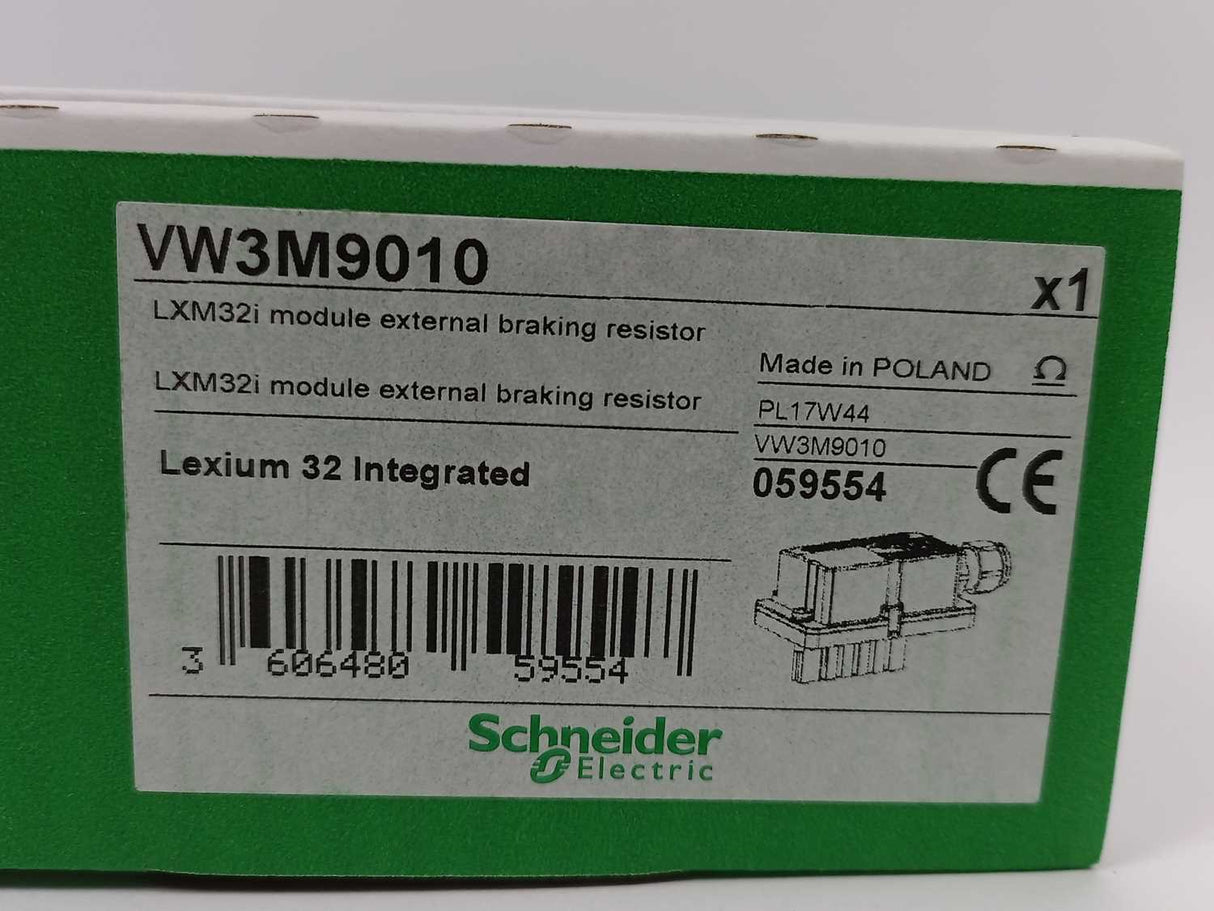 VW3M9010
x1
LXM32i module external braking resistor
LXM32i module external braking resistor
Made in POLAND Ω
PL17W44
VW3M9010
059554 CE
Lexium 32 Integrated
3 606480 59554
Schneider
Electric